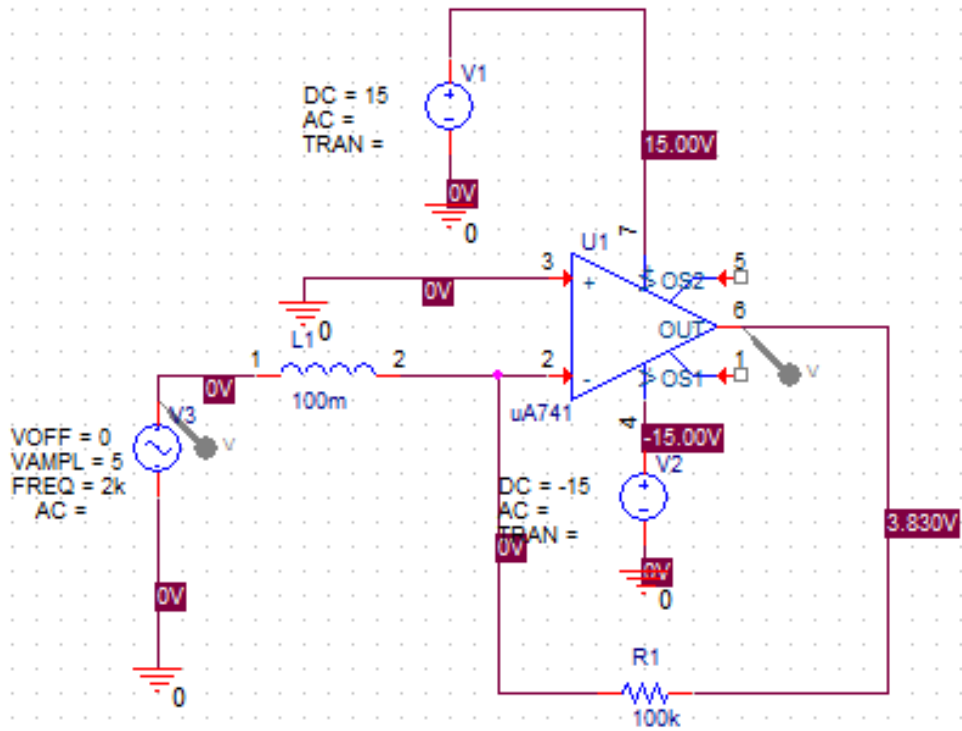 V1
DC = 15
AC =
TRAN =
15.00V
0V
0
7
U1
3
+
OS2
5
0V
0
6
OUT
L1
1
2
2
-
OS1
1
0V
100m
uA741
V
V3
V
4
-15.00V
VOFF = 0
VAMPL = 5
FREQ = 2k
AC =
V2
DC = -15
AC =
TRAN =
0V
3.830V
0V
0V
0
0
R1
100k